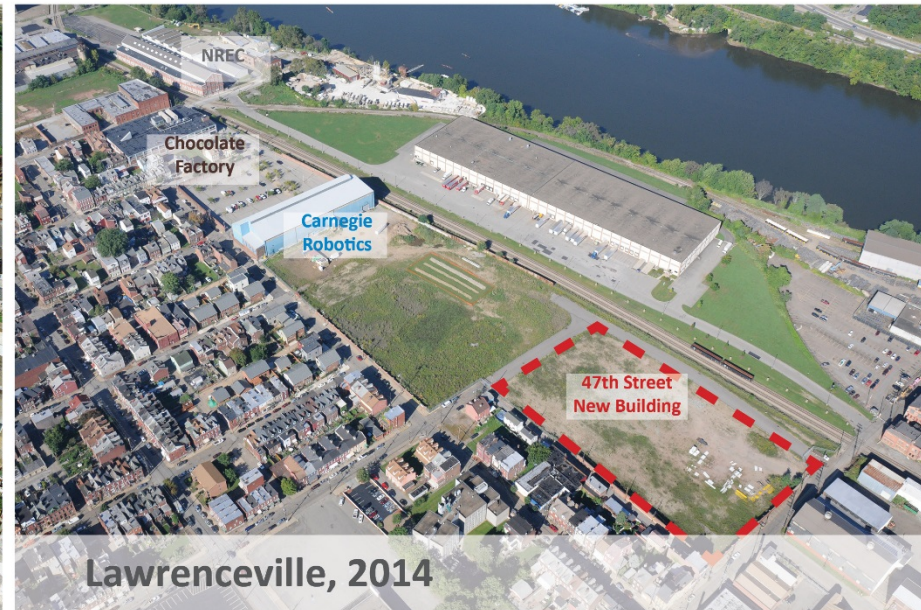 NREC
Chocolate
Factory
Carnegie
Robotics
47th Street
New Building
Lawrenceville, 2014